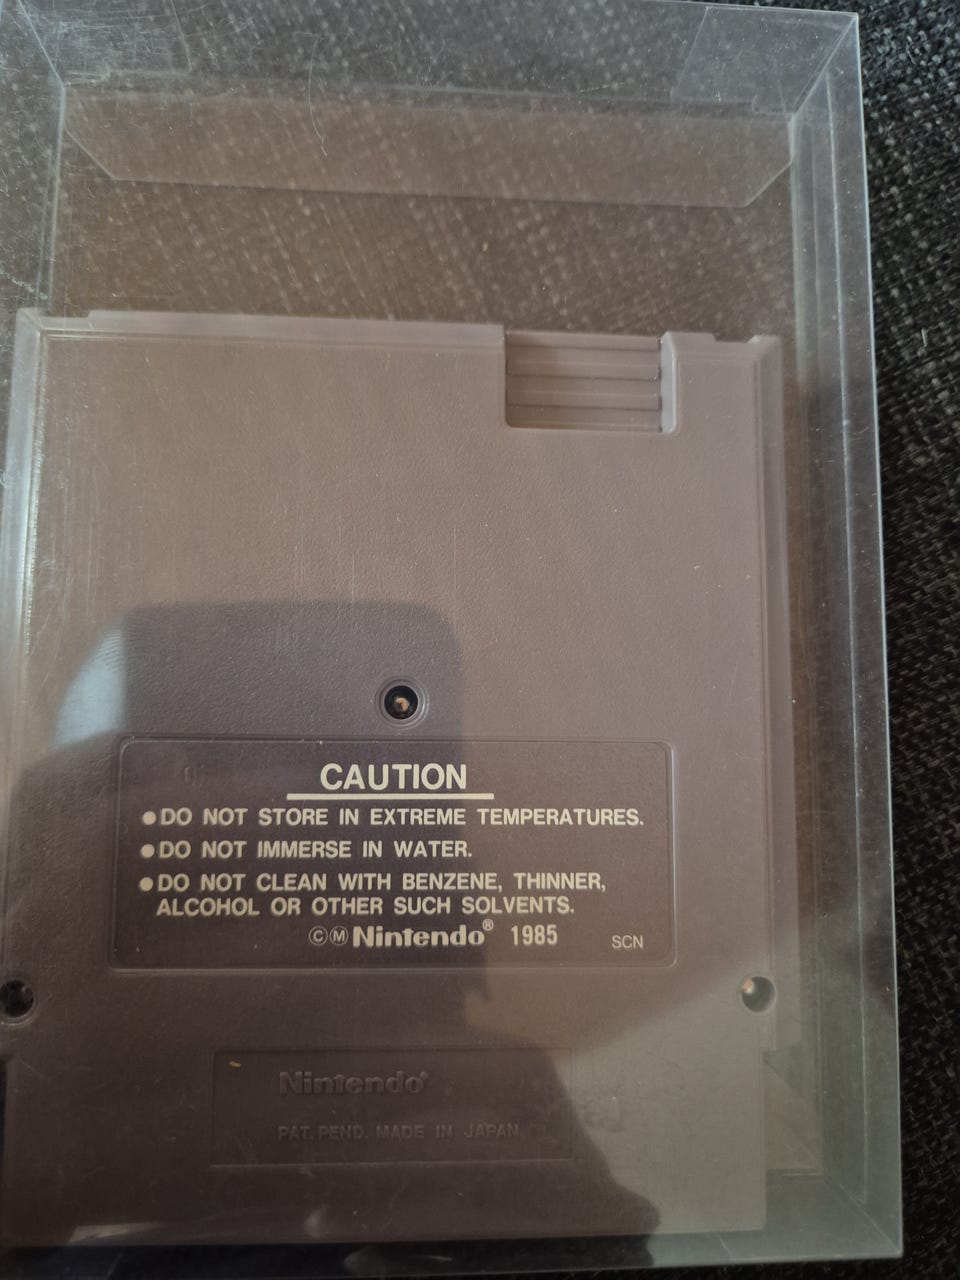 CAUTION
●DO NOT STORE IN EXTREME TEMPERATURES.
●DO NOT IMMERSE IN WATER.
●DO NOT CLEAN WITH BENZENE, THINNER,
ALCOHOL OR OTHER SUCH SOLVENTS.
ⒸⓂNintendo® 1985 SCN
Nintendo®
PAT. PEND. MADE IN JAPAN